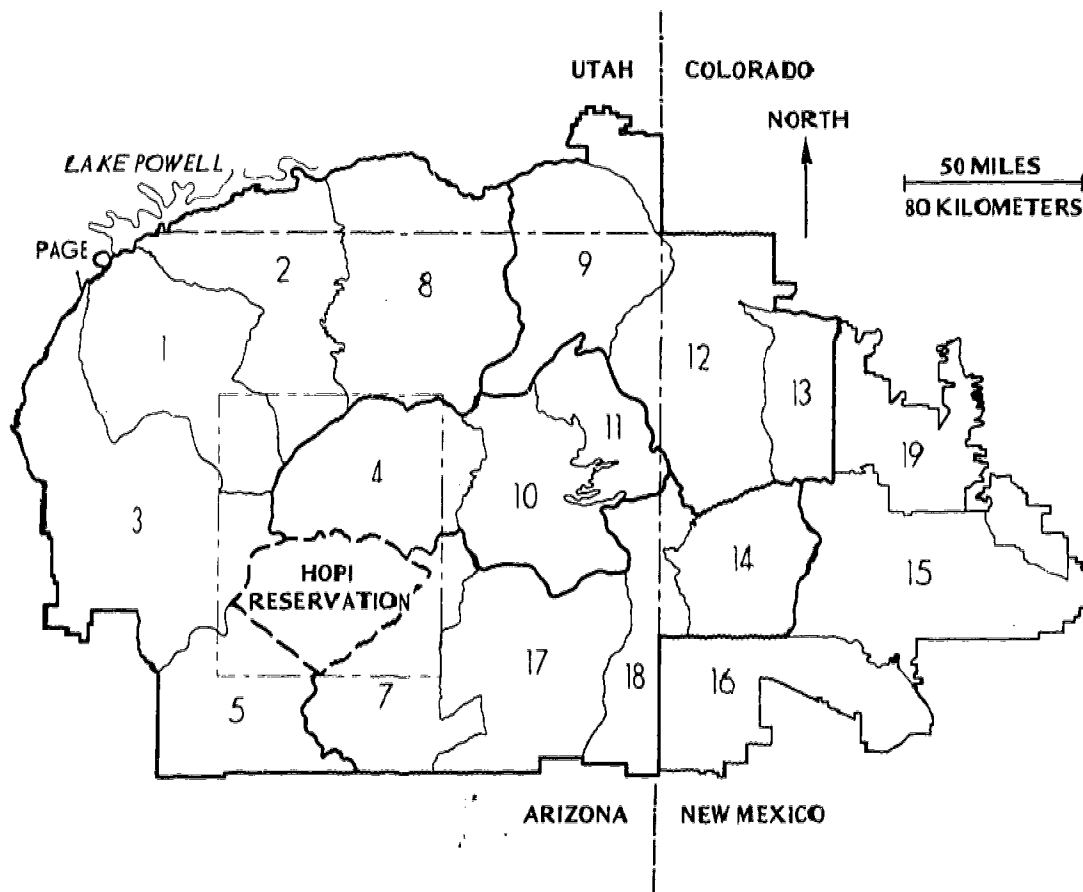 UTAH COLORADO
NORTH
LAKE POWELL
50 MILES
80 KILOMETERS
PAGE
2
8
9
1
12
13
11
19
4
10
3
14
15
HOPI
RESERVATION
17
18
16
5
7
ARIZONA NEW MEXICO